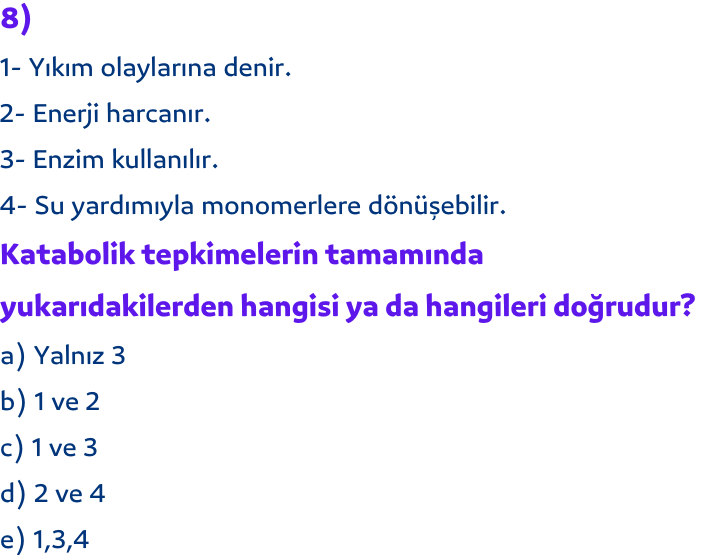 8)
1- Yıkım olaylarına denir.
2- Enerji harcanır.
3- Enzim kullanılır.
4- Su yardımıyla monomerlere dönüşebilir.
Katabolik tepkimelerin tamamında
yukarıdakilerden hangisi ya da hangileri doğrudur?
a) Yalnız 3
b) 1 ve 2
c) 1 ve 3
d) 2 ve 4
e) 1,3,4